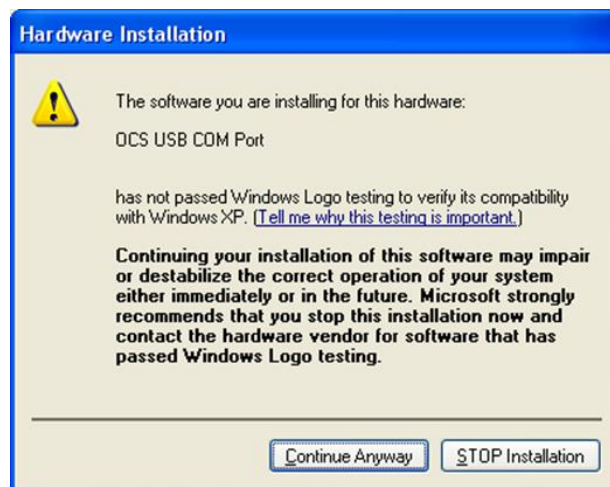 Hardware Installation
The software you are installing for this hardware:
OCS USB COM Port
has not passed Windows Logo testing to verify its compatibility
with Windows XP. (Tell me why this testing is important.)
Continuing your installation of this software may impair
or destabilize the correct operation of your system
either immediately or in the future. Microsoft strongly
recommends that you stop this installation now and
contact the hardware vendor for software that has
passed Windows Logo testing.
Continue Anyway
STOP Installation